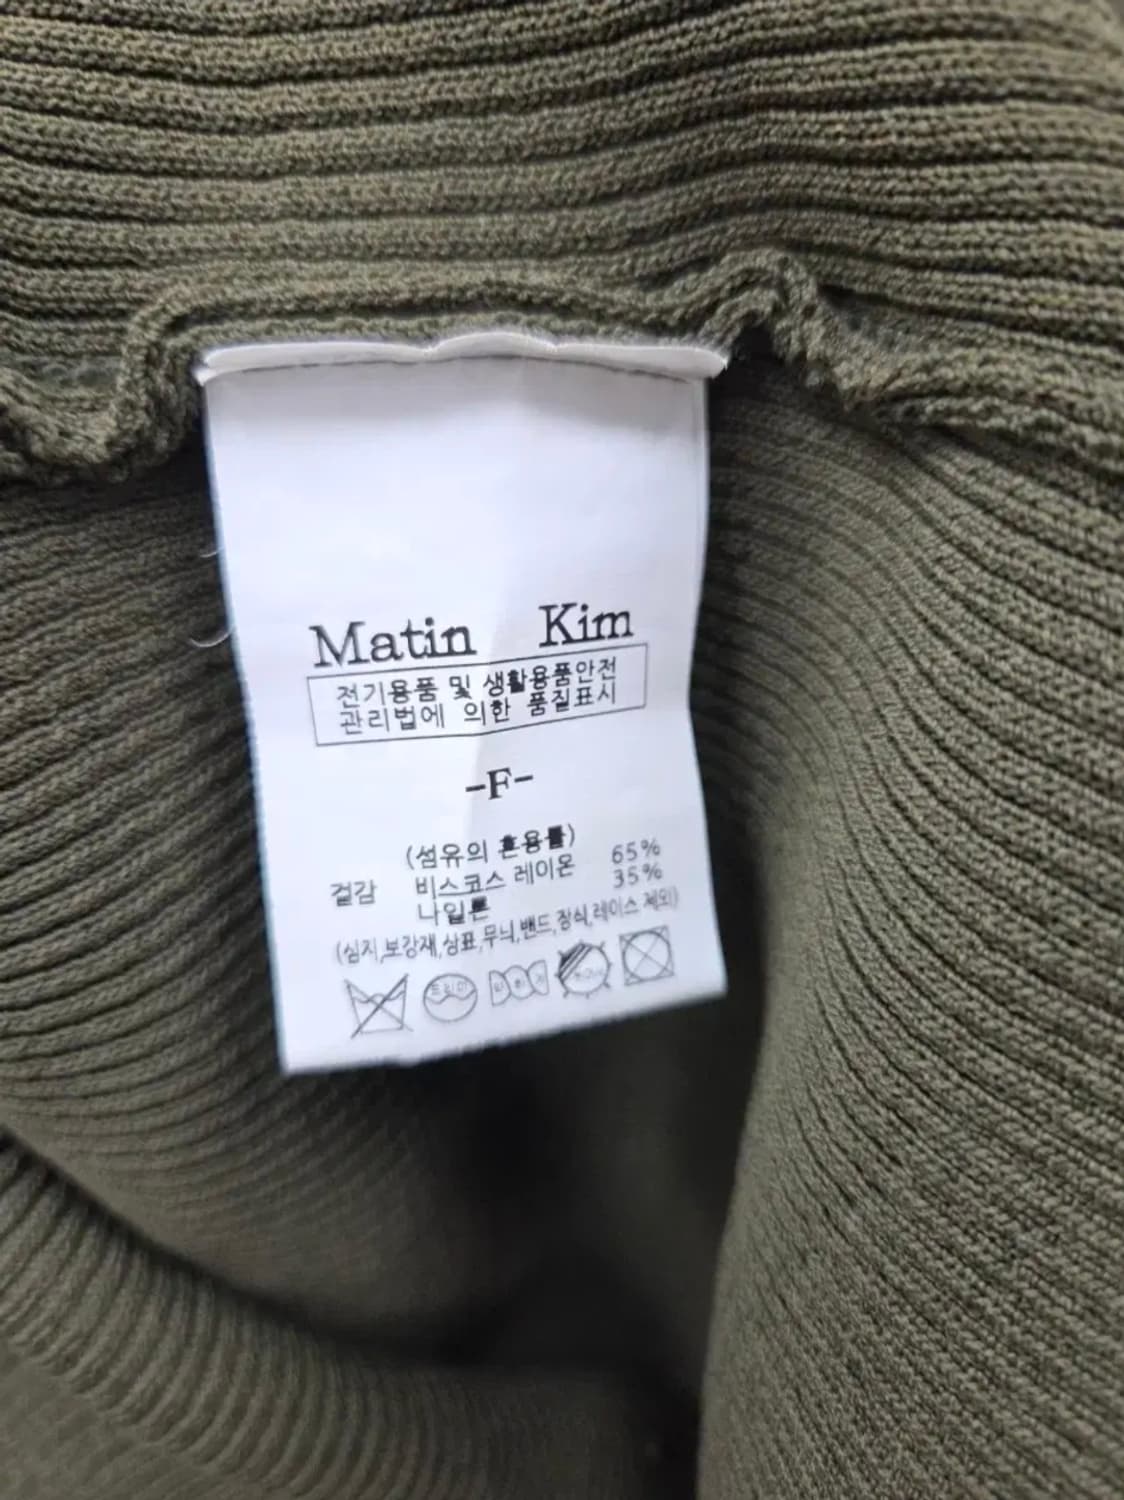 Matin Kim
전기용품 및 생활용품안전
관리법에 의한 품질표시
-F-
(섬유의 혼용률)
겉감 비스코스 레이온 65%
나일론 35%
(심지,보강재,상표,무늬,밴드,장식,레이스 제외)
드라이